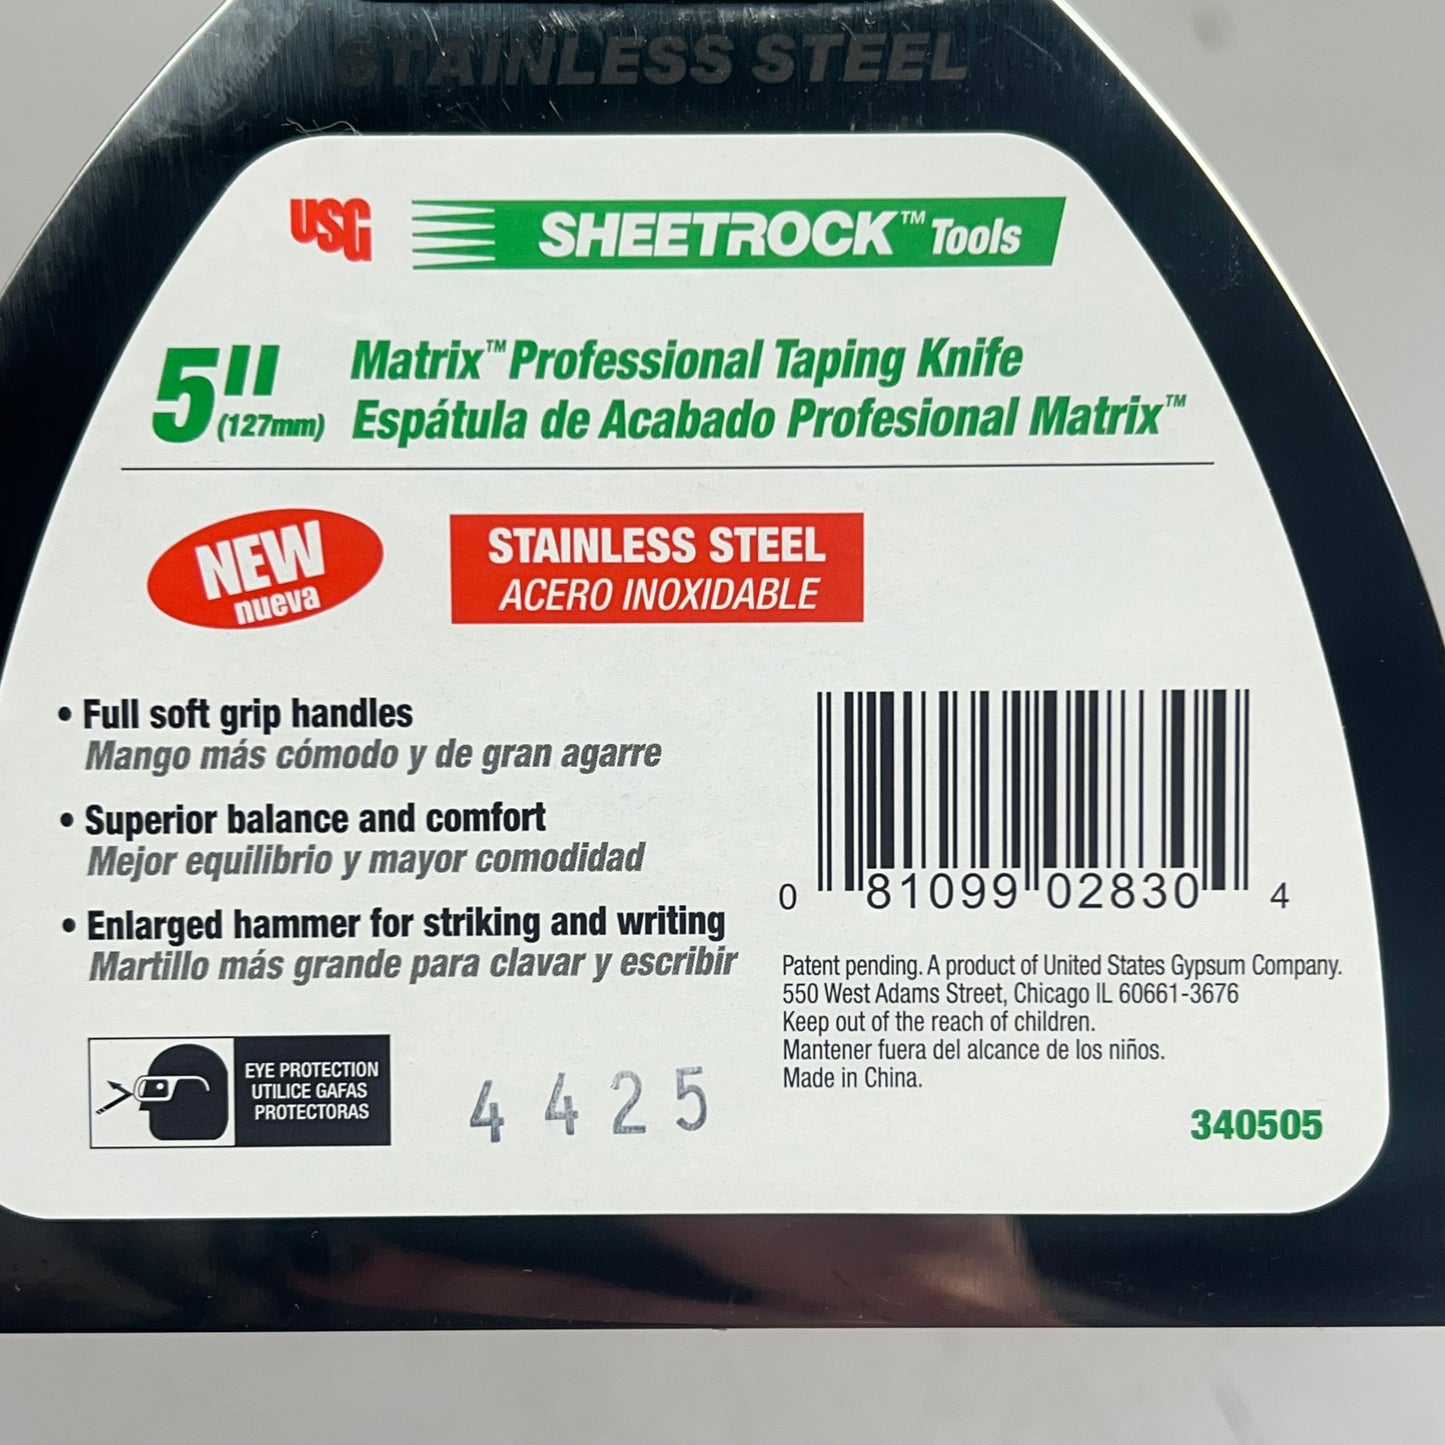 STAINLESS STEEL
USG SHEETROCK™ Tools
5" (127mm)
Matrix™ Professional Taping Knife
Espátula de Acabado Profesional Matrix™
NEW
nueva
STAINLESS STEEL
ACERO INOXIDABLE
• Full soft grip handles
Mango más cómodo y de gran agarre
• Superior balance and comfort
Mejor equilibrio y mayor comodidad
• Enlarged hammer for striking and writing
Martillo más grande para clavar y escribir
0 81099 02830 4
Patent pending. A product of United States Gypsum Company.
550 West Adams Street, Chicago IL 60661-3676
Keep out of the reach of children.
Mantener fuera del alcance de los niños.
Made in China.
EYE PROTECTION
UTILICE GAFAS
PROTECTORAS
4 4 2 5
340505